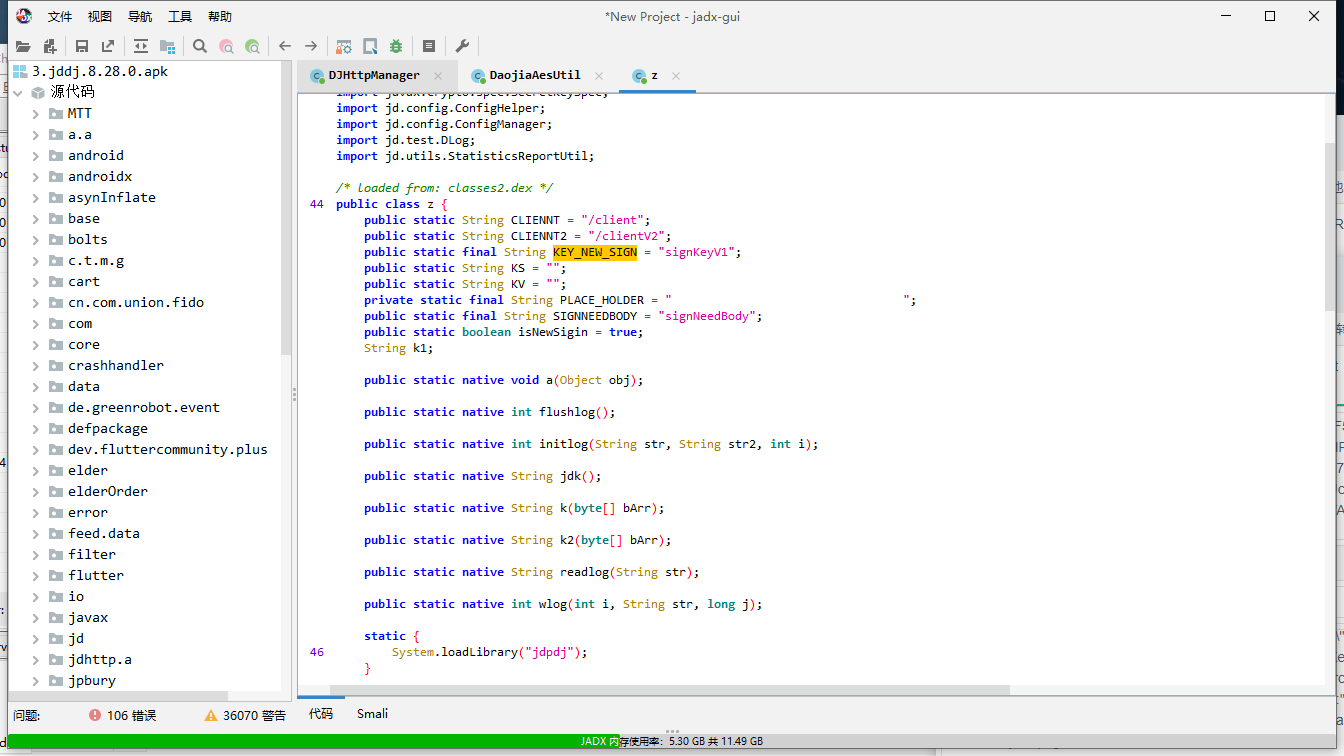 文件 视图 导航 工具 帮助 *New Project - jadx-gui
3.jddj.8.28.0.apk
源代码
MTT
a.a
android
androidx
asynInflate
base
bolts
c.t.m.g
cart
cn.com.union.fido
com
core
crashhandler
data
de.greenrobot.event
defpackage
dev.fluttercommunity.plus
elder
elderOrder
error
feed.data
filter
flutter
io
javax
jd
jdhttp.a
jpbury
DJHttpManager DaojiaAesUtil z
import javax.crypto.spec.SecretKeySpec;
import jd.config.ConfigHelper;
import jd.config.ConfigManager;
import jd.test.DLog;
import jd.utils.StatisticsReportUtil;
/* loaded from: classes2.dex */
44 public class z {
public static String CLIENNT = "/client";
public static String CLIENNT2 = "/clientV2";
public static final String KEY_NEW_SIGN = "signKeyV1";
public static String KS = "";
public static String KV = "";
private static final String PLACE_HOLDER = "                                 ";
public static final String SIGNNEEDBODY = "signNeedBody";
public static boolean isNewSigin = true;
String k1;
public static native void a(Object obj);
public static native int flushlog();
public static native int initlog(String str, String str2, int i);
public static native String jdk();
public static native String k(byte[] bArr);
public static native String k2(byte[] bArr);
public static native String readlog(String str);
public static native int wlog(int i, String str, long j);
static {
46 System.loadLibrary("jdpdj");
}
问题: 106 错误 36070 警告 代码 Smali
JADX 内存使用率: 5.30 GB 共 11.49 GB